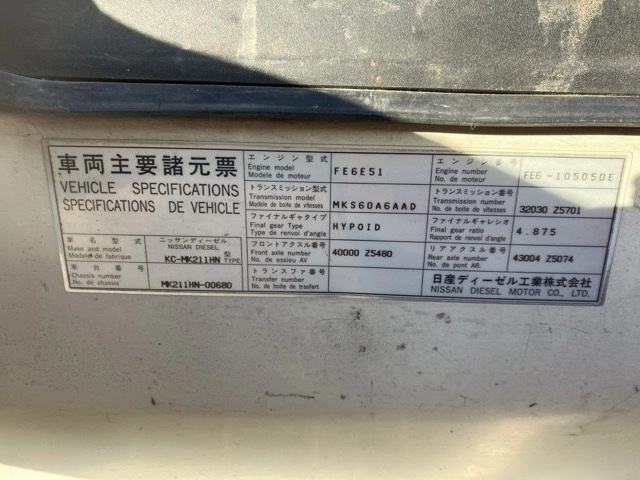 車両主要諸元票
VEHICLE SPECIFICATIONS
SPECIFICATIONS DE VEHICLE
車名型式
Make and model
Modèle de fabrique
ニッサンディーゼル
NISSAN DIESEL
KC-MK211HN TYPE
車台番号
Chassis number
No. de chassis
MK211HN-00680
エンジン型式
Engine model
Modele de moteur
FE6E51
トランスミッション型式
Transmission model
Modele de boite de vitesses
MKS60A6AAD
ファイナルギヤタイプ
Final gear Type
Type de renvoi d'angle
HYPOID
フロントアクスル番号
Front axle number
No. de essieu AV
40000 Z5480
トランスファ番号
Transfer number
No. de boite de trasfert
エンジン番号
Engine number
No. de moteur
FE6-105050E
トランスミッション番号
Transmission number
No. de boite de vitesses
32030 Z5701
ファイナルギャレシオ
Final gear ratio
Rapport de renvoi d'angle
4.875
リアアクスル番号
Rear axle number
No. de pont AR.
43004 Z5074
日産ディーゼル工業株式会社
NISSAN DIESEL MOTOR CO., LTD.